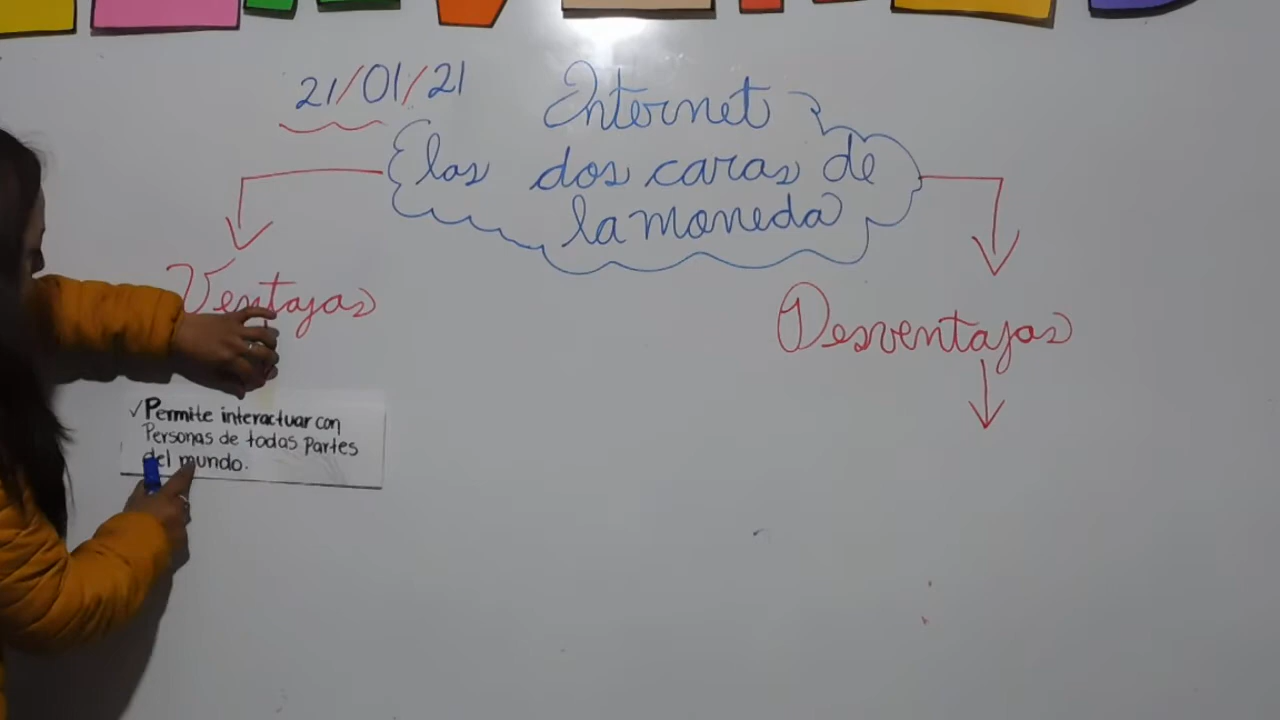 21/01/21
Internet
las dos caras de
la moneda
Ventajas
Desventajas
✓Permite interactuar con
Personas de todas partes
del mundo.